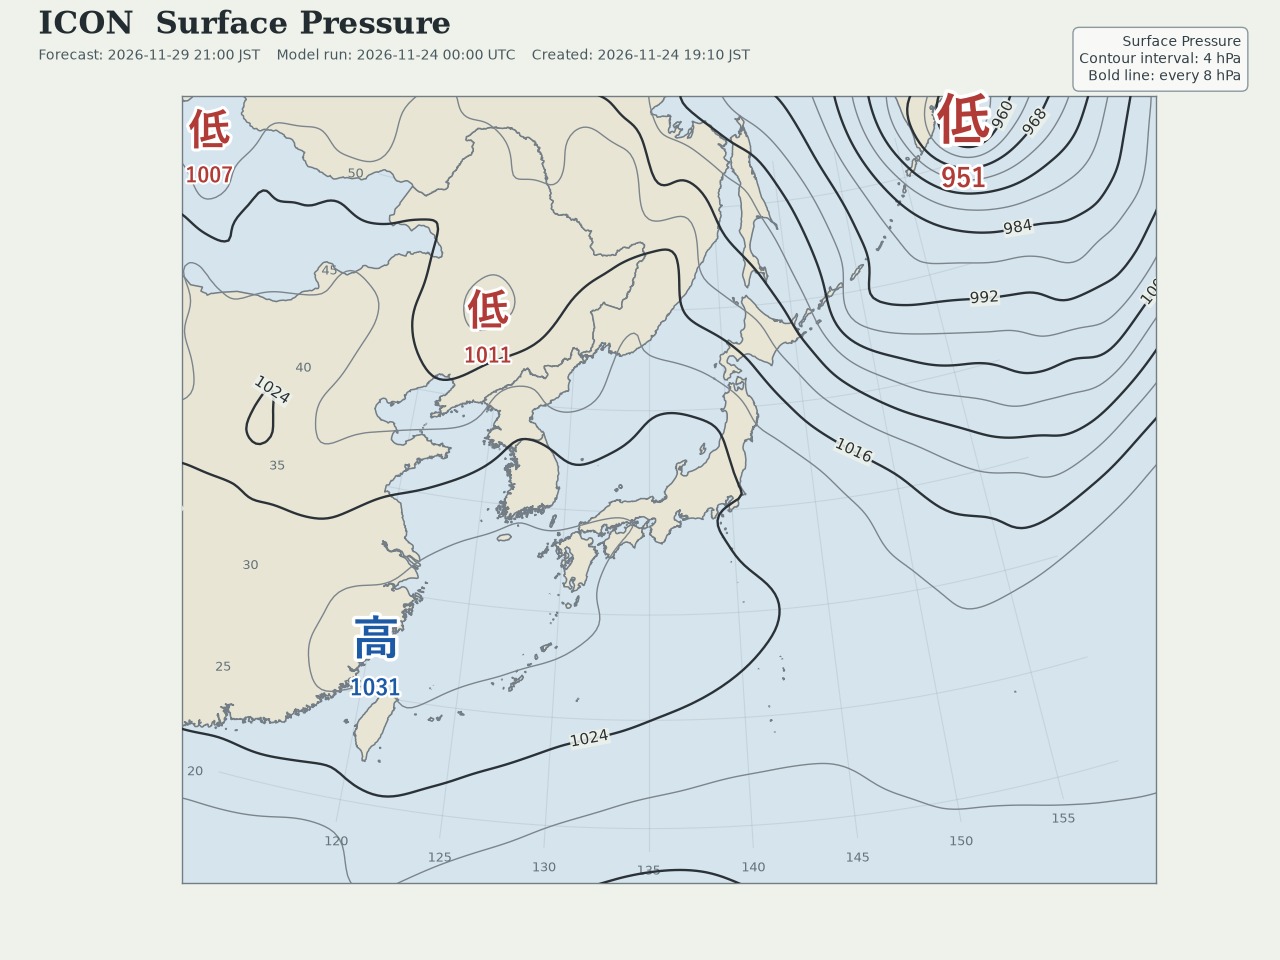 ICON  Surface Pressure
Forecast: 2026-11-29 21:00 JST    Model run: 2026-11-24 00:00 UTC    Created: 2026-11-24 19:10 JST
Surface Pressure
Contour interval: 4 hPa
Bold line: every 8 hPa
低
1007
低
951
960
968
50
984
45
992
低
1011
40
1024
1016
35
30
高
1031
25
1024
20
120
125
130
135
140
145
150
155